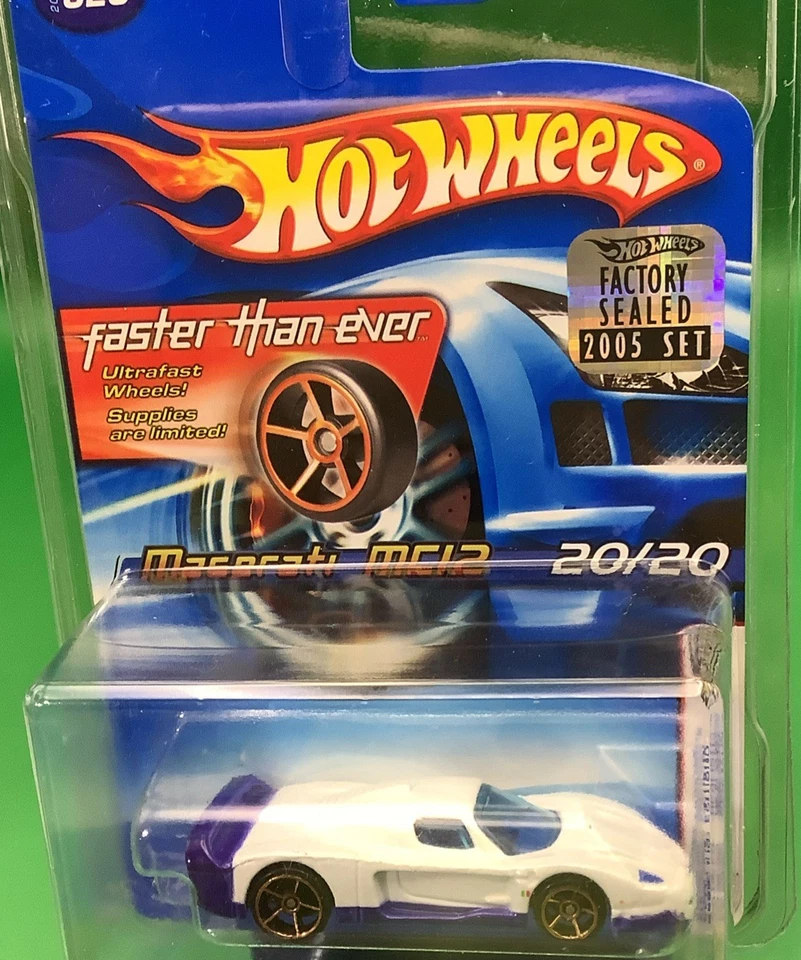 HOT WHEELS®
HOT WHEELS
FACTORY
SEALED
2005 SET
faster than ever™
Ultrafast
Wheels!
Supplies
are limited!
Maserati MC12 20/20